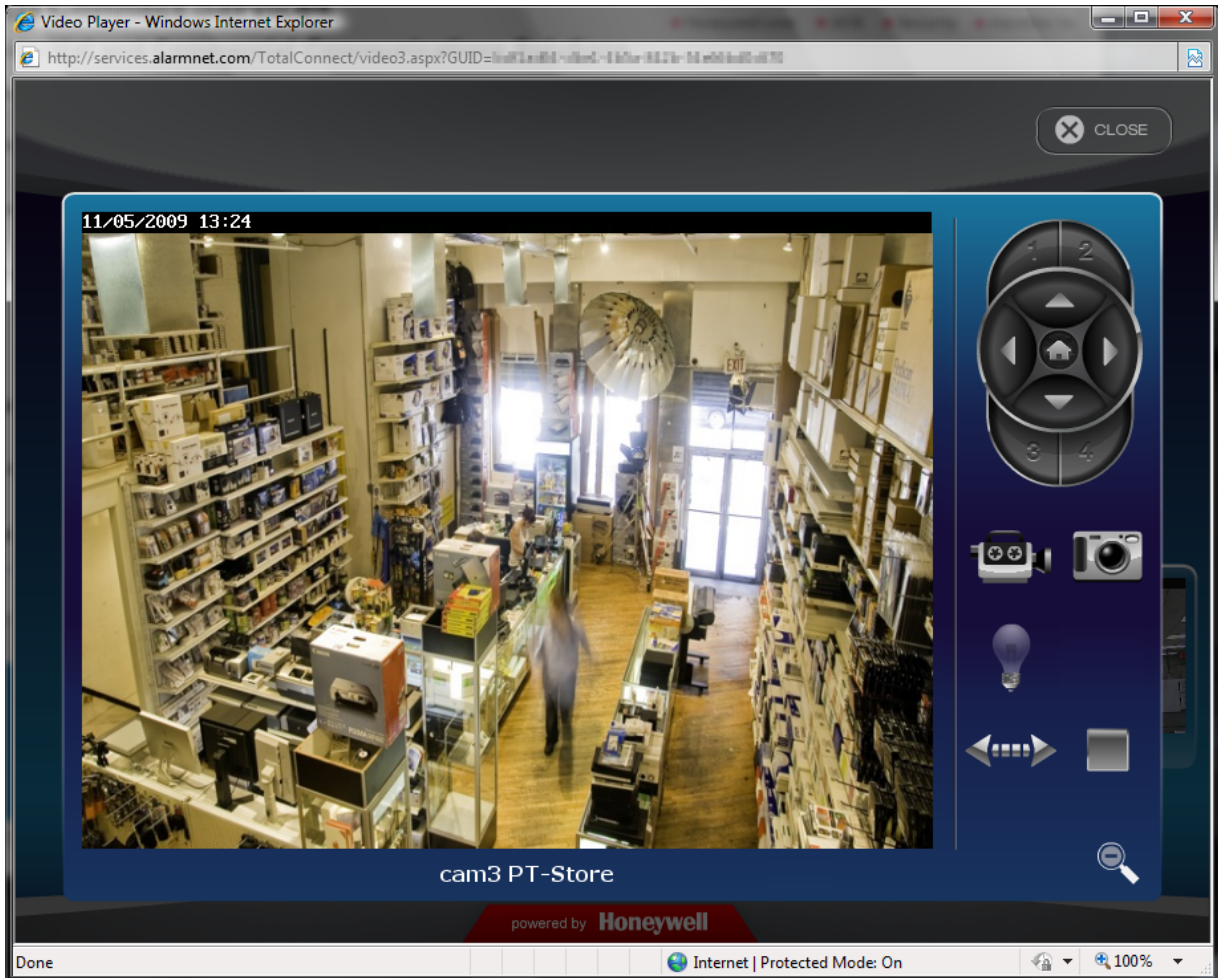 Video Player - Windows Internet Explorer
http://services.alarmnet.com/TotalConnect/video3.aspx?GUID=
CLOSE
11/05/2009 13:24
1 2
EXIT
3 4
cam3 PT-Store
powered by Honeywell
Done
Internet | Protected Mode: On
100%